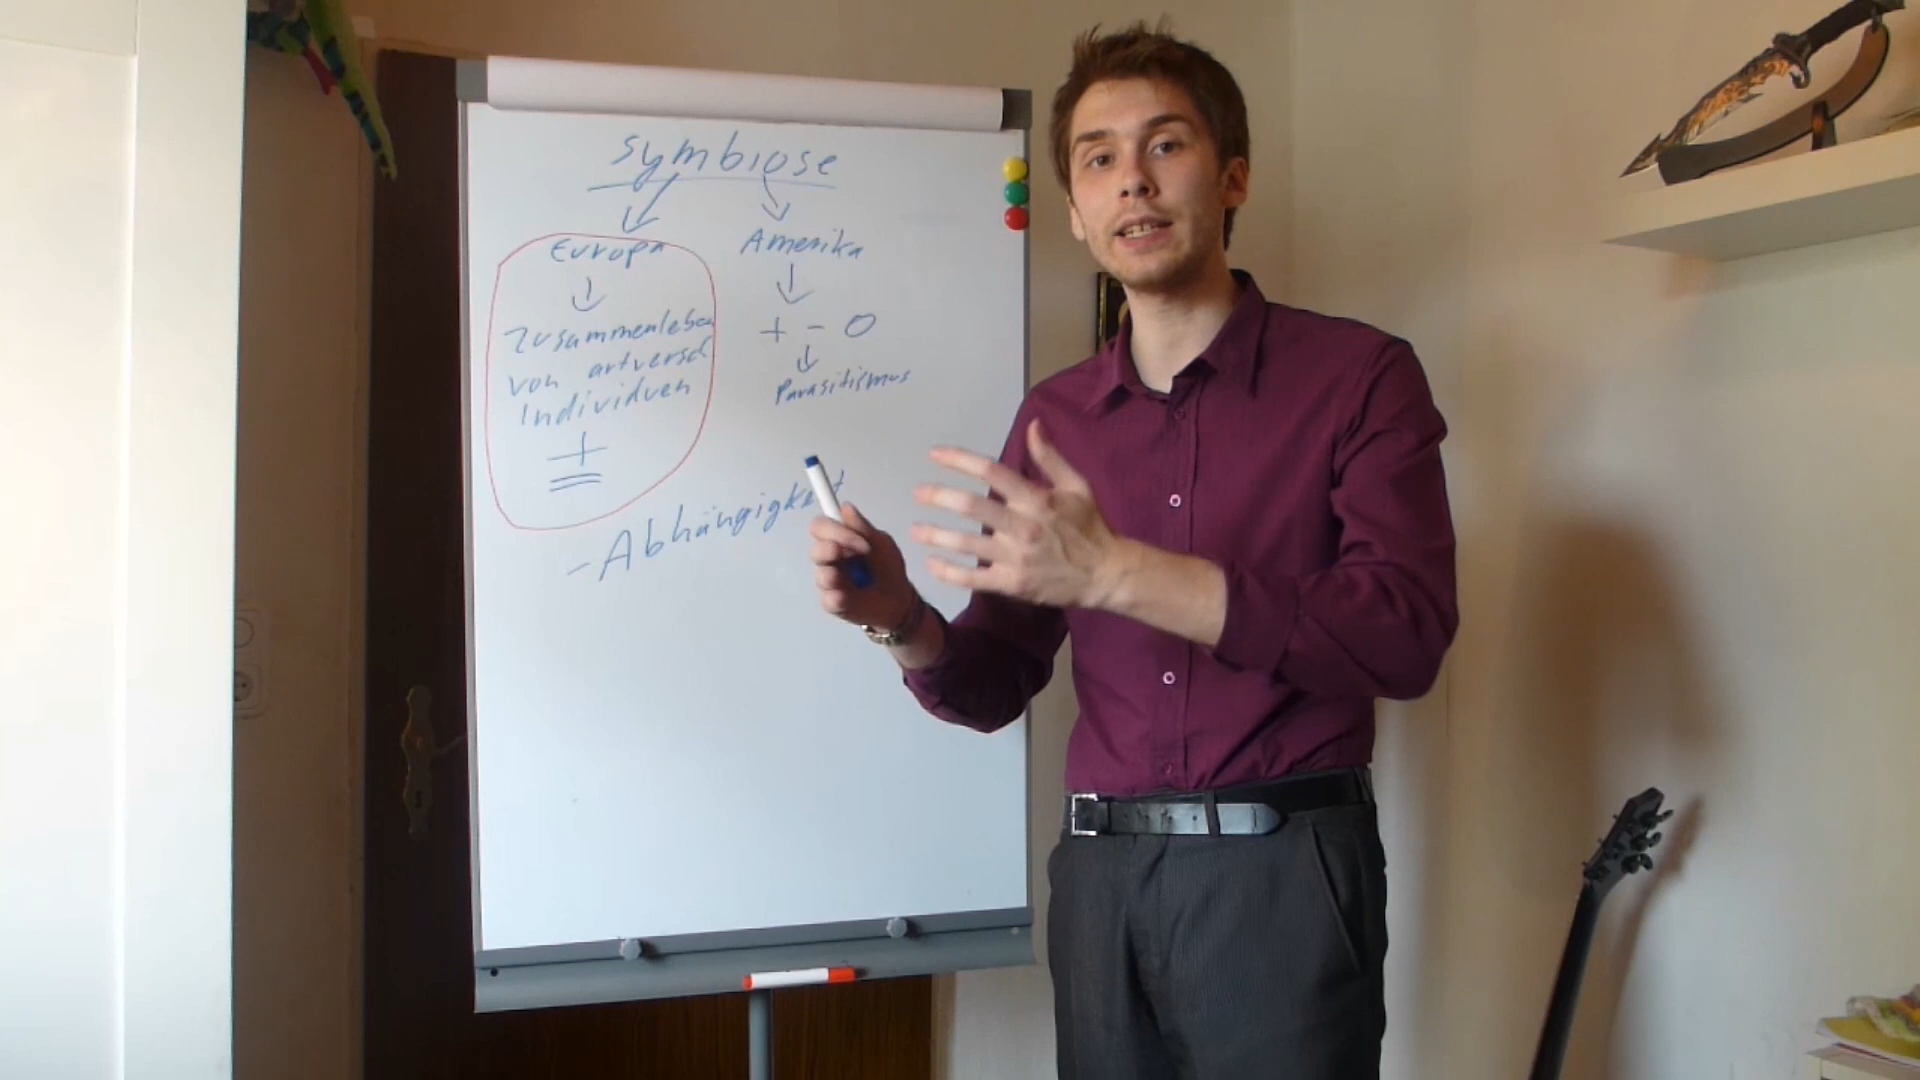 Symbiose
Europa
Amerika
Zusammenleben
von artversch
Individuen
+
+ - 0
Parasitismus
- Abhängigkeit